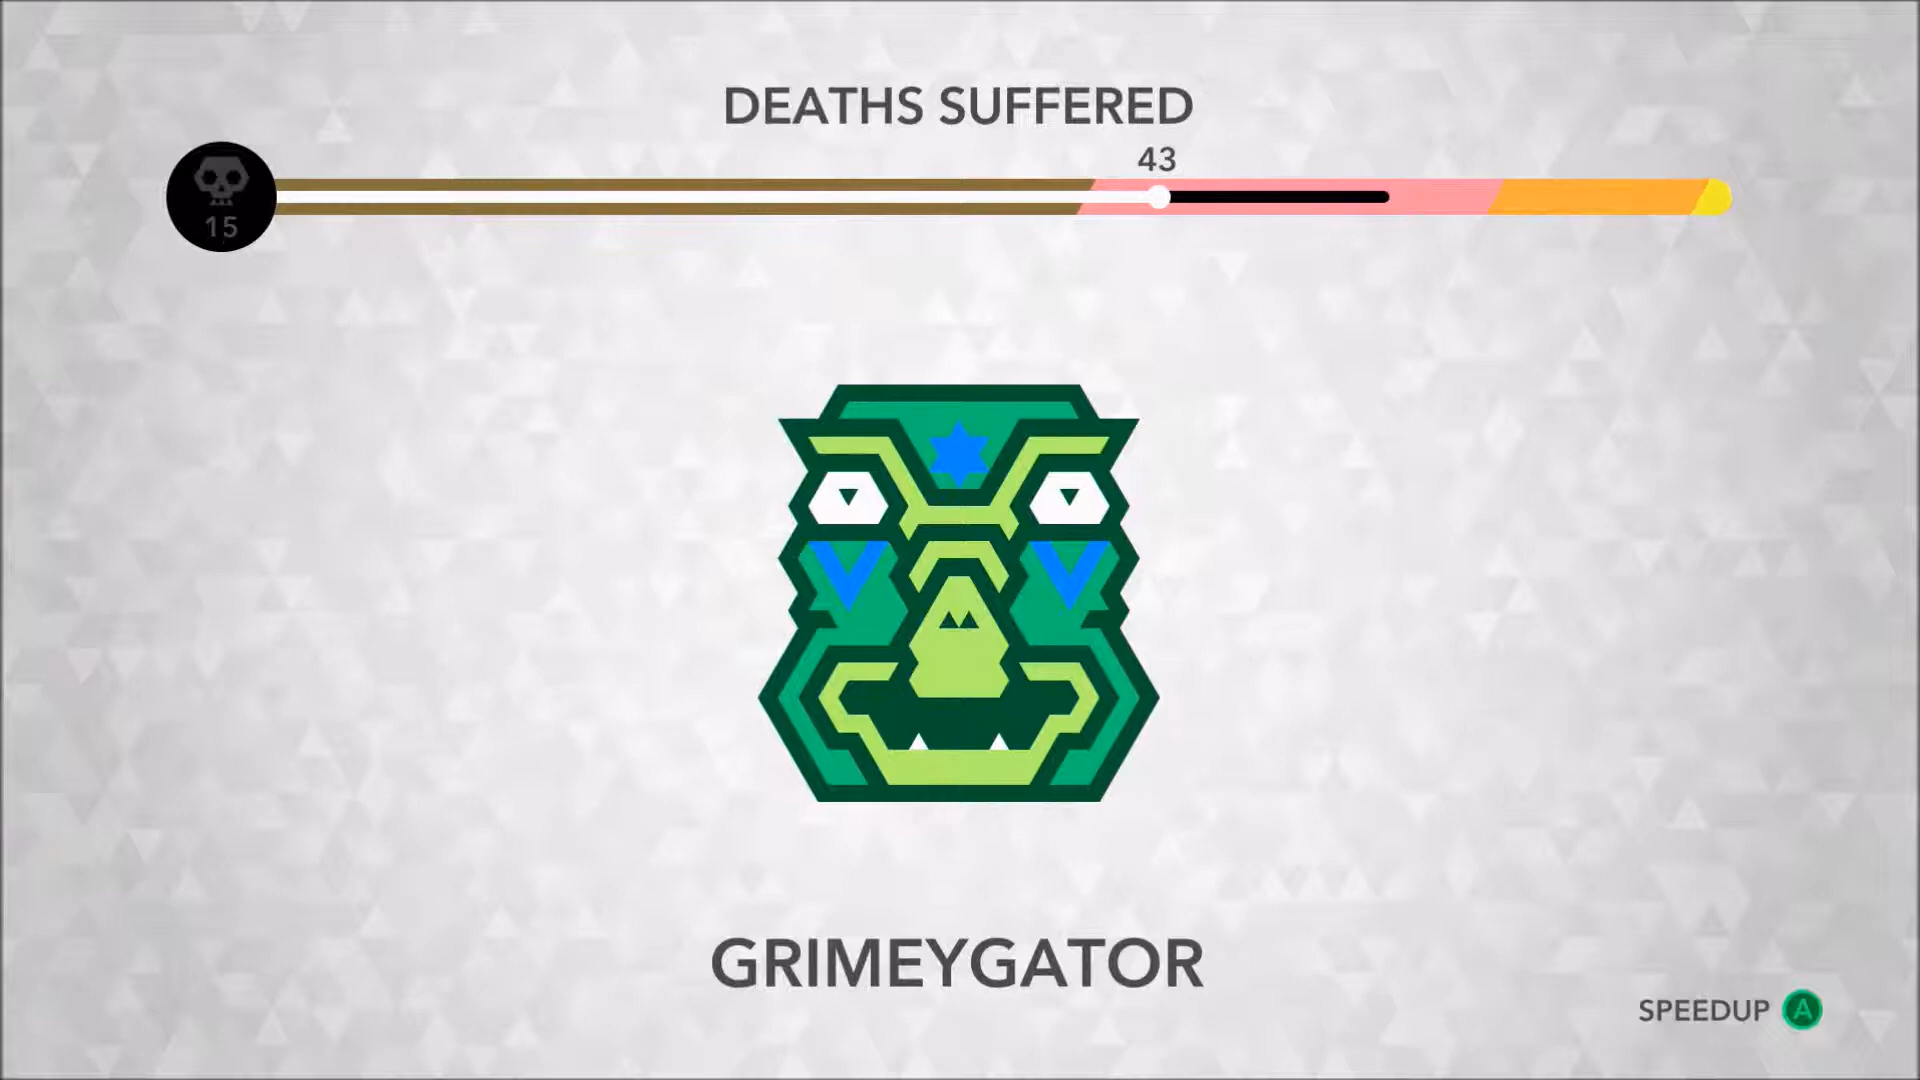 DEATHS SUFFERED
43
15
GRIMEYGATOR
SPEEDUP A